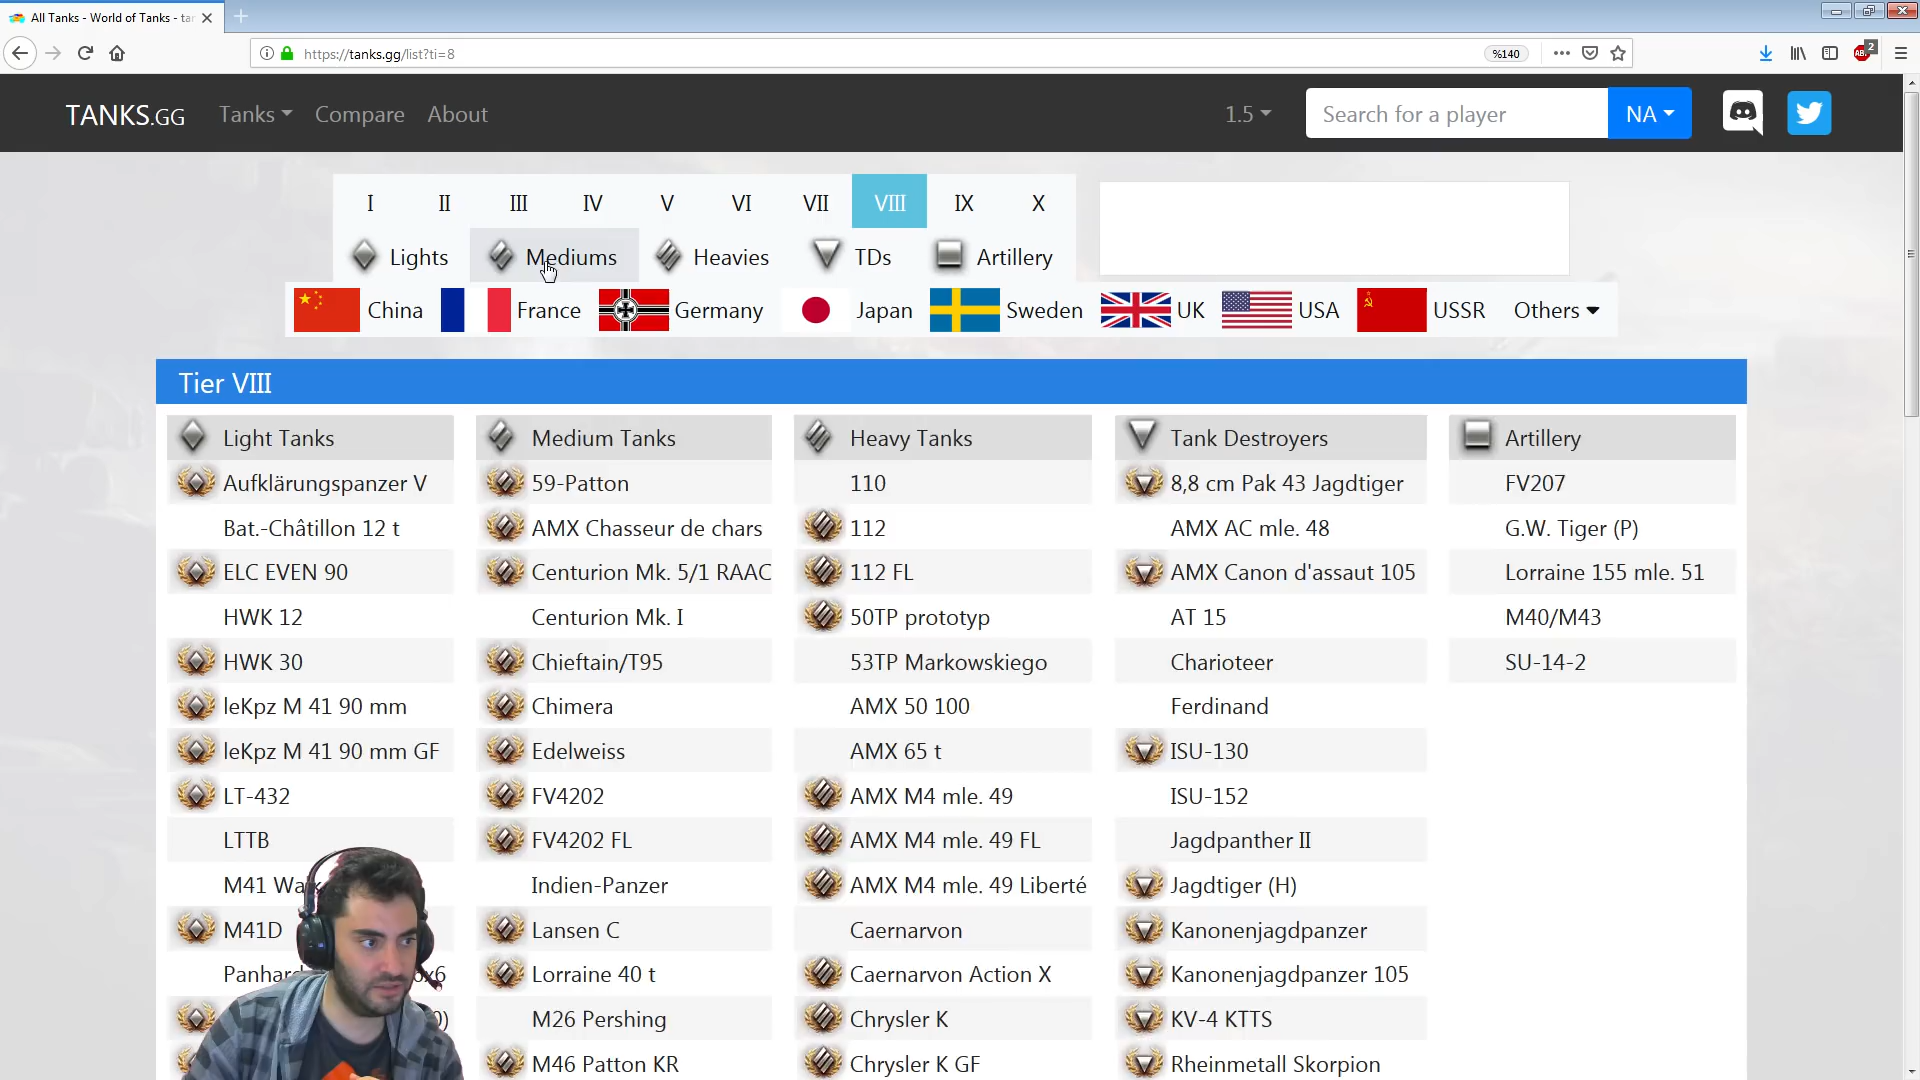 All Tanks - World of Tanks - tan
https://tanks.gg/list?ti=8
%140
2
TANKS.GG Tanks Compare About 1.5 Search for a player NA
I II III IV V VI VII VIII IX X
Lights Mediums Heavies TDs Artillery
China France Germany Japan Sweden UK USA USSR Others
Tier VIII
Light Tanks Medium Tanks Heavy Tanks Tank Destroyers Artillery
Aufklärungspanzer V 59-Patton 110 8,8 cm Pak 43 Jagdtiger FV207
Bat.-Châtillon 12 t AMX Chasseur de chars 112 AMX AC mle. 48 G.W. Tiger (P)
ELC EVEN 90 Centurion Mk. 5/1 RAAC 112 FL AMX Canon d'assaut 105 Lorraine 155 mle. 51
HWK 12 Centurion Mk. I 50TP prototyp AT 15 M40/M43
HWK 30 Chieftain/T95 53TP Markowskiego Charioteer SU-14-2
leKpz M 41 90 mm Chimera AMX 50 100 Ferdinand
leKpz M 41 90 mm GF Edelweiss AMX 65 t ISU-130
LT-432 FV4202 AMX M4 mle. 49 ISU-152
LTTB FV4202 FL AMX M4 mle. 49 FL Jagdpanther II
M41 Indien-Panzer AMX M4 mle. 49 Liberté Jagdtiger (H)
M41D Lansen C Caernarvon Kanonenjagdpanzer
Lorraine 40 t Caernarvon Action X Kanonenjagdpanzer 105
M26 Pershing Chrysler K KV-4 KTTS
M46 Patton KR Chrysler K GF Rheinmetall Skorpion